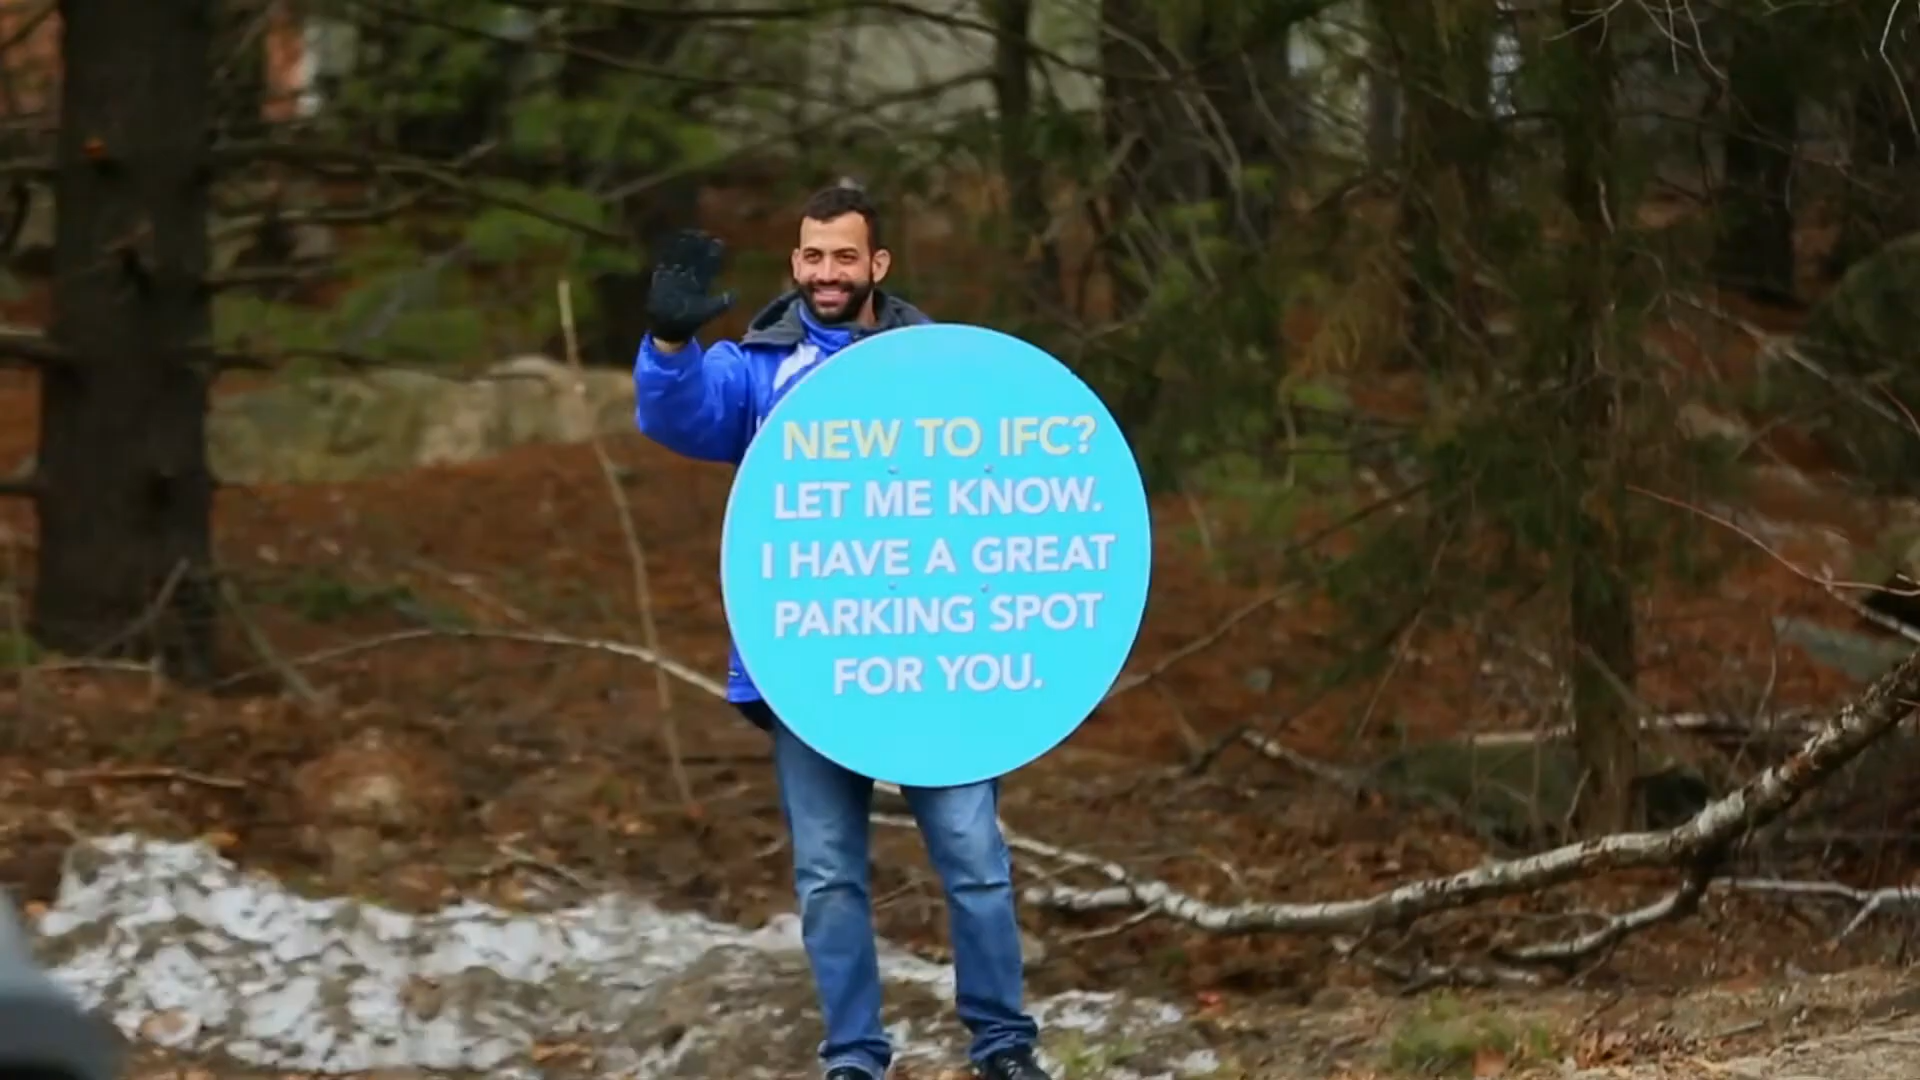 NEW TO IFC?
LET ME KNOW.
I HAVE A GREAT
PARKING SPOT
FOR YOU.